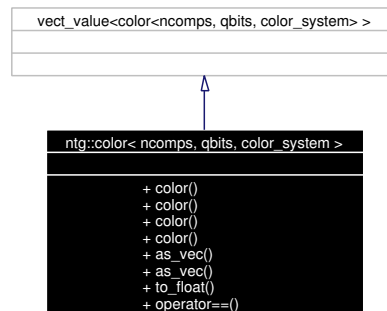 vect_value<color<ncomps, qbits, color_system> >
ntg::color< ncomps, qbits, color_system >
+ color()
+ color()
+ color()
+ color()
+ as_vec()
+ as_vec()
+ to_float()
+ operator==()